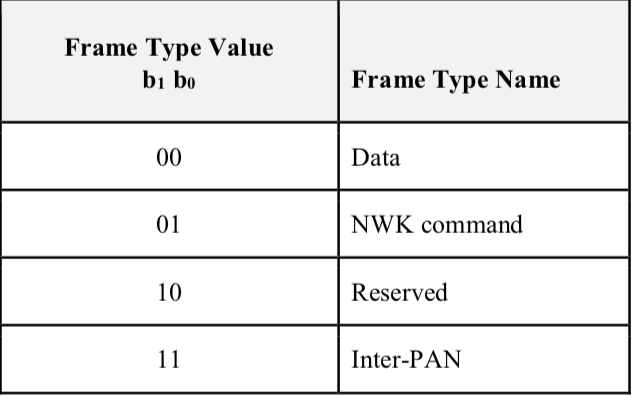 Frame Type Value
b1 b0
Frame Type Name
00
Data
01
NWK command
10
Reserved
11
Inter-PAN